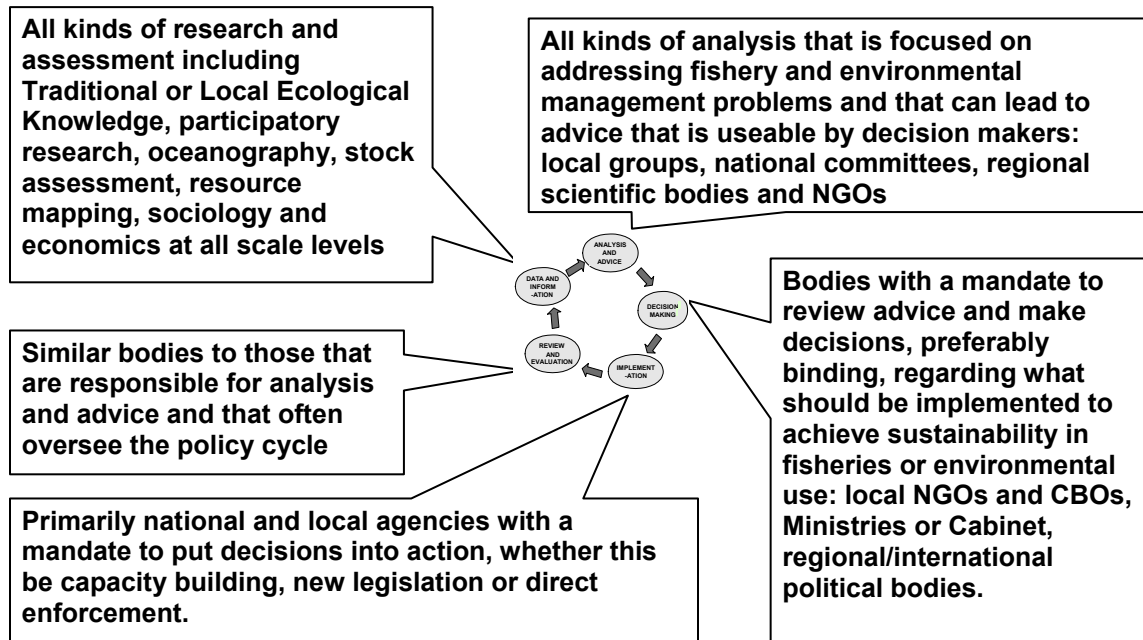 All kinds of research and
assessment including
Traditional or Local Ecological
Knowledge, participatory
research, oceanography, stock
assessment, resource
mapping, sociology and
economics at all scale levels
All kinds of analysis that is focused on
addressing fishery and environmental
management problems and that can lead to
advice that is useable by decision makers:
local groups, national committees, regional
scientific bodies and NGOs
ANALYSIS
AND
ADVICE
DATA AND
INFORM
-ATION
DECISION
MAKING
REVIEW
AND
EVALUATION
IMPLEMENT
-ATION
Bodies with a mandate to
review advice and make
decisions, preferably
binding, regarding what
should be implemented to
achieve sustainability in
fisheries or environmental
use: local NGOs and CBOs,
Ministries or Cabinet,
regional/international
political bodies.
Similar bodies to those that
are responsible for analysis
and advice and that often
oversee the policy cycle
Primarily national and local agencies with a
mandate to put decisions into action, whether this
be capacity building, new legislation or direct
enforcement.